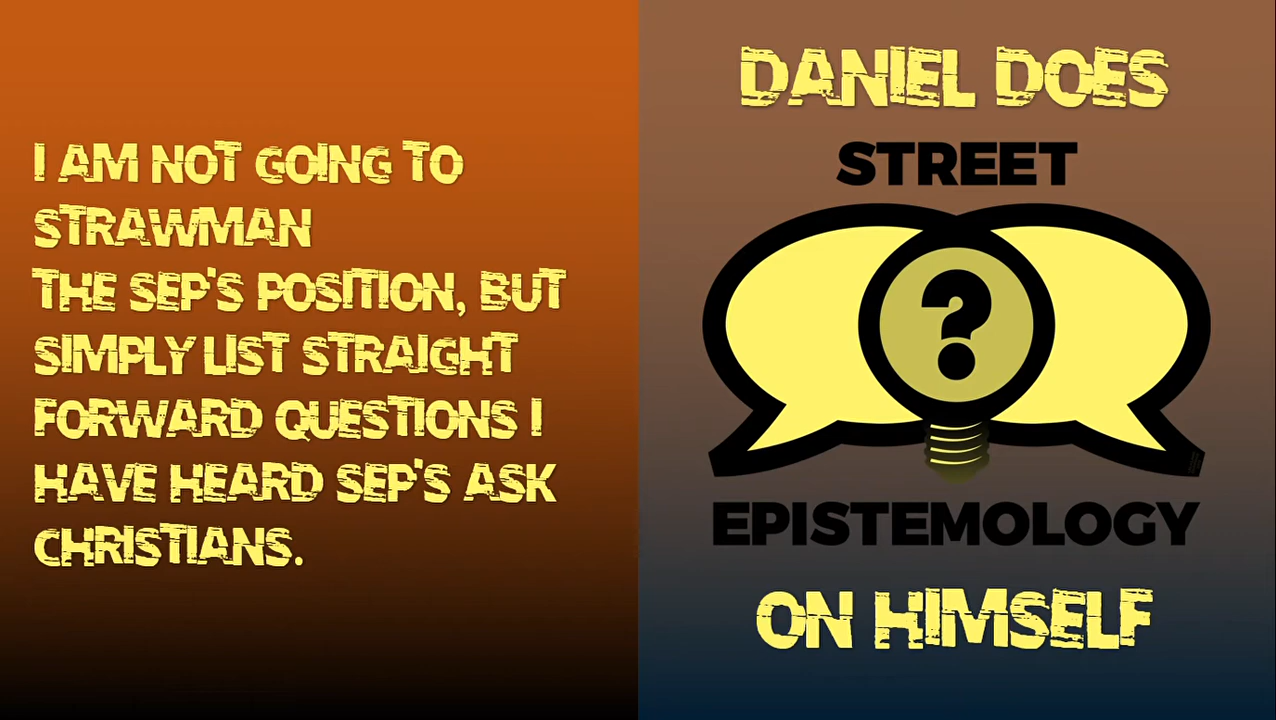 I AM NOT GOING TO
STRAWMAN
THE SEP'S POSITION, BUT
SIMPLY LIST STRAIGHT
FORWARD QUESTIONS I
HAVE HEARD SEP'S ASK
CHRISTIANS.
DANIEL DOES
STREET
?
EPISTEMOLOGY
ON HIMSELF